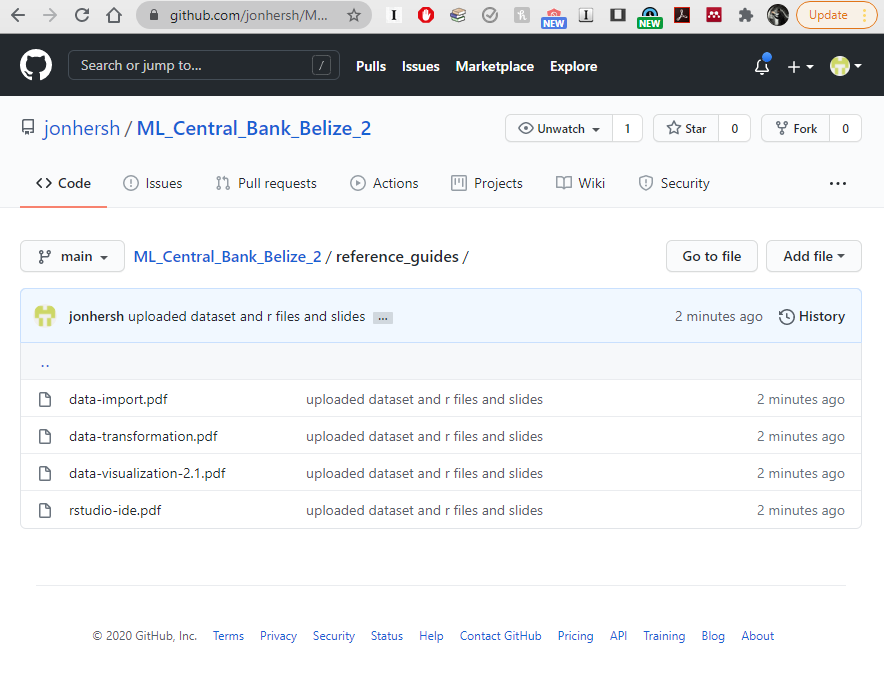 github.com/jonhersh/M...
NEW
NEW
Update
Search or jump to...
/
Pulls
Issues
Marketplace
Explore
jonhersh / ML_Central_Bank_Belize_2
Unwatch
1
Star
0
Fork
0
Code
Issues
Pull requests
Actions
Projects
Wiki
Security
...
main
ML_Central_Bank_Belize_2 / reference_guides /
Go to file
Add file
jonhersh uploaded dataset and r files and slides ...
2 minutes ago
History
..
data-import.pdf uploaded dataset and r files and slides 2 minutes ago
data-transformation.pdf uploaded dataset and r files and slides 2 minutes ago
data-visualization-2.1.pdf uploaded dataset and r files and slides 2 minutes ago
rstudio-ide.pdf uploaded dataset and r files and slides 2 minutes ago
© 2020 GitHub, Inc. Terms Privacy Security Status Help Contact GitHub Pricing API Training Blog About